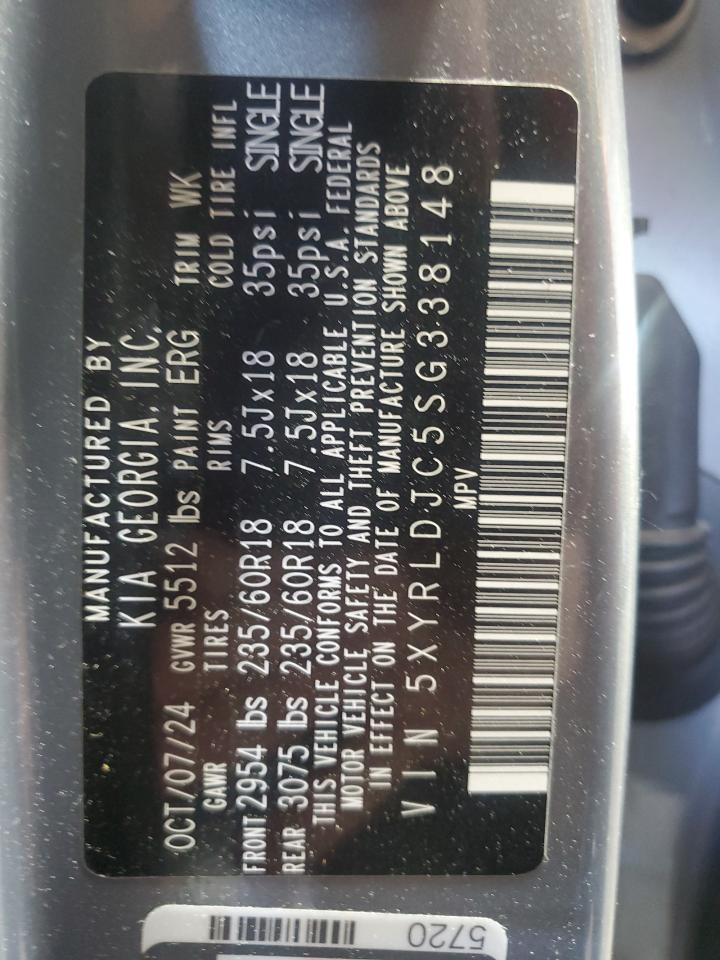 MANUFACTURED BY
KIA GEORGIA, INC.
OCT/07/24 GVWR 5512 lbs PAINT ERG TRIM WK
GAWR TIRES RIMS COLD TIRE INFL
FRONT 2954 lbs 235/60R18 7.5Jx18 35psi SINGLE
REAR 3075 lbs 235/60R18 7.5Jx18 35psi SINGLE
THIS VEHICLE CONFORMS TO ALL APPLICABLE U.S.A. FEDERAL
MOTOR VEHICLE SAFETY AND THEFT PREVENTION STANDARDS
IN EFFECT ON THE DATE OF MANUFACTURE SHOWN ABOVE
VIN 5XYRLDJC5SG338148
MPV
5720